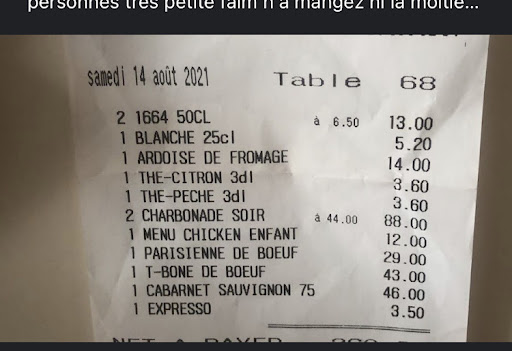 personnes très petite faim n'a mangez ni la moitié...
samedi 14 août 2021 Table 68
2 1664 50CL à 6.50 13.00
1 BLANCHE 25cl 5.20
1 ARDOISE DE FROMAGE 14.00
1 THE-CITRON 3dl 3.60
1 THE-PECHE 3dl 3.60
2 CHARBONADE SOIR à 44.00 88.00
1 MENU CHICKEN ENFANT 12.00
1 PARISIENNE DE BOEUF 29.00
1 T-BONE DE BOEUF 43.00
1 CABARNET SAUVIGNON 75 46.00
1 EXPRESSO 3.50
NET A PAYER